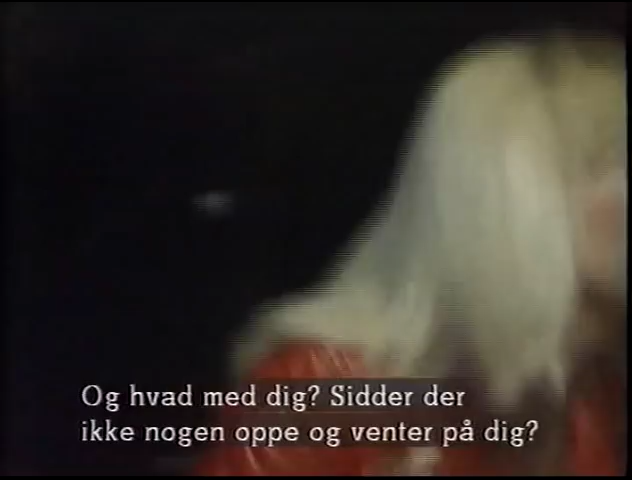 Og hvad med dig? Sidder der
ikke nogen oppe og venter på dig?